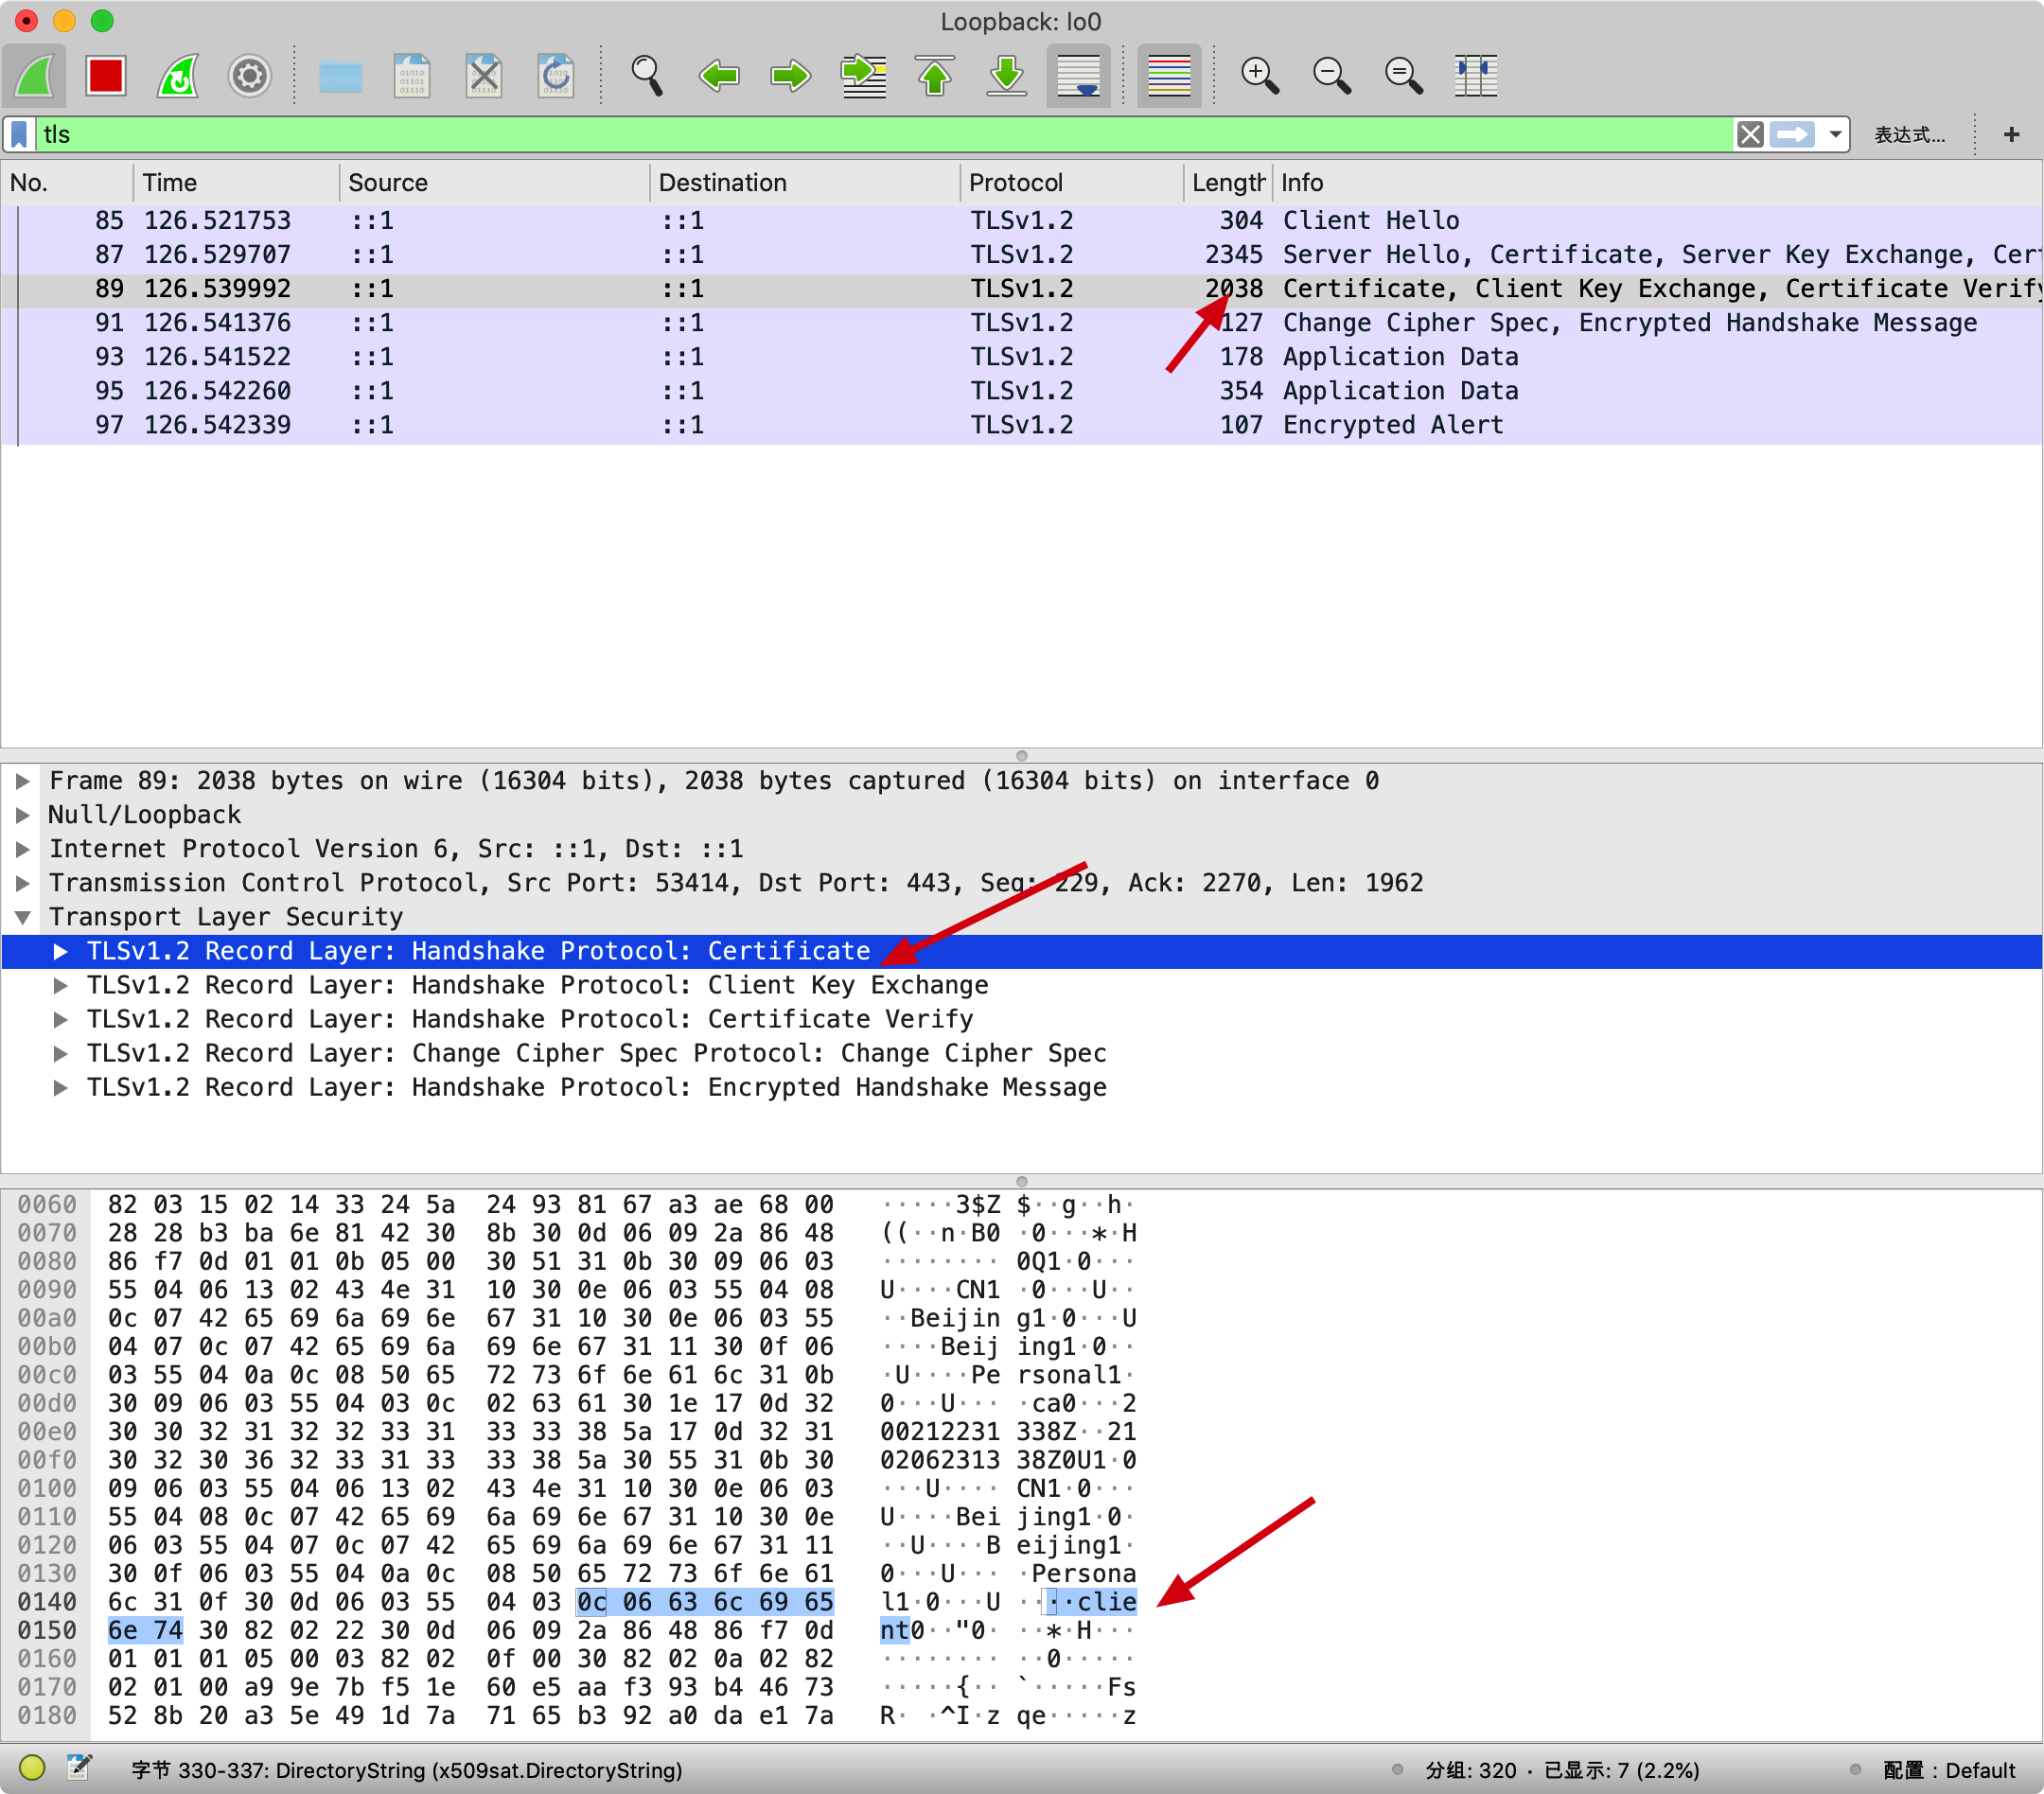 Loopback: lo0
tls
表达式...
+
No. Time Source Destination Protocol Length Info
85 126.521753 ::1 ::1 TLSv1.2 304 Client Hello
87 126.529707 ::1 ::1 TLSv1.2 2345 Server Hello, Certificate, Server Key Exchange, Cer
89 126.539992 ::1 ::1 TLSv1.2 2038 Certificate, Client Key Exchange, Certificate Verify
91 126.541376 ::1 ::1 TLSv1.2 127 Change Cipher Spec, Encrypted Handshake Message
93 126.541522 ::1 ::1 TLSv1.2 178 Application Data
95 126.542260 ::1 ::1 TLSv1.2 354 Application Data
97 126.542339 ::1 ::1 TLSv1.2 107 Encrypted Alert
Frame 89: 2038 bytes on wire (16304 bits), 2038 bytes captured (16304 bits) on interface 0
Null/Loopback
Internet Protocol Version 6, Src: ::1, Dst: ::1
Transmission Control Protocol, Src Port: 53414, Dst Port: 443, Seq: 229, Ack: 2270, Len: 1962
Transport Layer Security
TLSv1.2 Record Layer: Handshake Protocol: Certificate
TLSv1.2 Record Layer: Handshake Protocol: Client Key Exchange
TLSv1.2 Record Layer: Handshake Protocol: Certificate Verify
TLSv1.2 Record Layer: Change Cipher Spec Protocol: Change Cipher Spec
TLSv1.2 Record Layer: Handshake Protocol: Encrypted Handshake Message
0060 82 03 15 02 14 33 24 5a 24 93 81 67 a3 ae 68 00 ·····3$Z $··g··h·
0070 28 28 b3 ba 6e 81 42 30 8b 30 0d 06 09 2a 86 48 ((··n·B0 ·0···*·H
0080 86 f7 0d 01 01 0b 05 00 30 51 31 0b 30 09 06 03 ········ 0Q1·0···
0090 55 04 06 13 02 43 4e 31 10 30 0e 06 03 55 04 08 U····CN1 ·0···U··
00a0 0c 07 42 65 69 6a 69 6e 67 31 10 30 0e 06 03 55 ··Beijin g1·0···U
00b0 04 07 0c 07 42 65 69 6a 69 6e 67 31 11 30 0f 06 ····Beij ing1·0··
00c0 03 55 04 0a 0c 08 50 65 72 73 6f 6e 61 6c 31 0b ·U····Pe rsonal1·
00d0 30 09 06 03 55 04 03 0c 02 63 61 30 1e 17 0d 32 0···U··· ·ca0···2
00e0 30 30 32 31 32 32 33 31 33 33 38 5a 17 0d 32 31 00212231 338Z··21
00f0 30 32 30 36 32 33 31 33 33 38 5a 30 55 31 0b 30 02062313 38Z0U1·0
0100 09 06 03 55 04 06 13 02 43 4e 31 10 30 0e 06 03 ···U···· CN1·0···
0110 55 04 08 0c 07 42 65 69 6a 69 6e 67 31 10 30 0e U····Bei jing1·0·
0120 06 03 55 04 07 0c 07 42 65 69 6a 69 6e 67 31 11 ··U····B eijing1·
0130 30 0f 06 03 55 04 0a 0c 08 50 65 72 73 6f 6e 61 0···U··· ·Persona
0140 6c 31 0f 30 0d 06 03 55 04 03 0c 06 63 6c 69 65 l1·0···U ····clie
0150 6e 74 30 82 02 22 30 0d 06 09 2a 86 48 86 f7 0d nt0··"0· ··*·H···
0160 01 01 01 05 00 03 82 02 0f 00 30 82 02 0a 02 82 ········ ··0·····
0170 02 01 00 a9 9e 7b f5 1e 60 e5 aa f3 93 b4 46 73 ·····{·· `·····Fs
0180 52 8b 20 a3 5e 49 1d 7a 71 65 b3 92 a0 da e1 7a R· ·^I·z qe·····z
字节 330-337: DirectoryString (x509sat.DirectoryString)
分组: 320 · 已显示: 7 (2.2%)
配置：Default